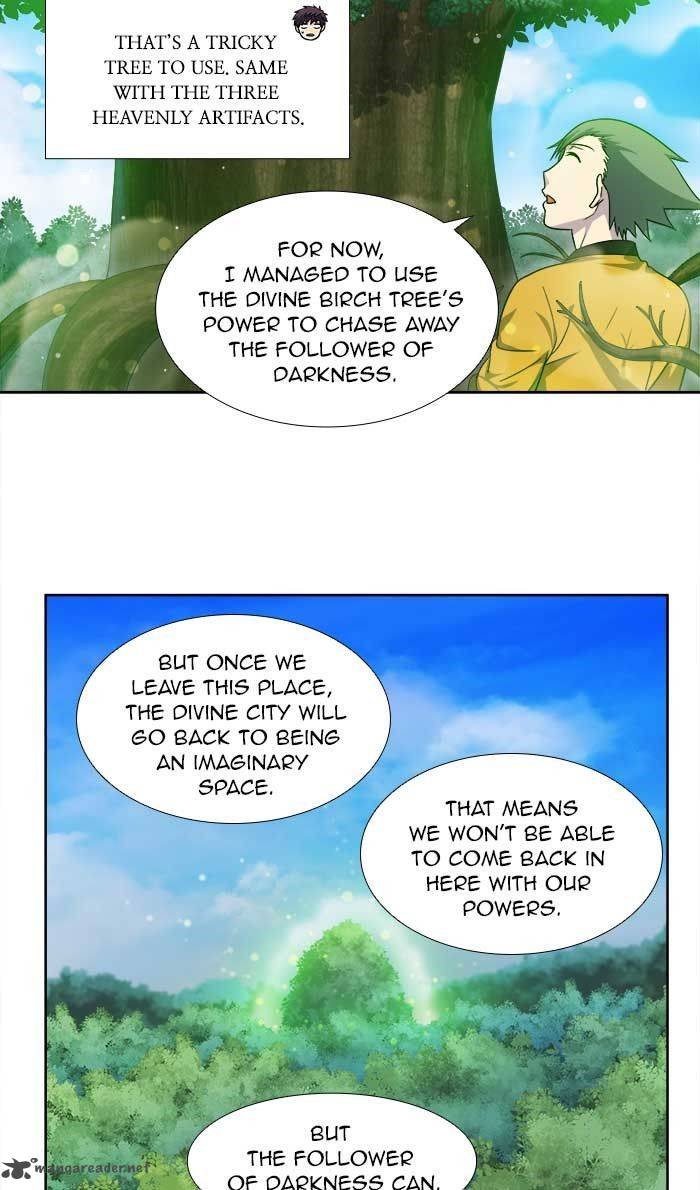 THAT'S A TRICKY
TREE TO USE. SAME
WITH THE THREE
HEAVENLY ARTIFACTS.
FOR NOW,
I MANAGED TO USE
THE DIVINE BIRCH TREE'S
POWER TO CHASE AWAY
THE FOLLOWER OF
DARKNESS.
BUT ONCE WE
LEAVE THIS PLACE,
THE DIVINE CITY WILL
GO BACK TO BEING
AN IMAGINARY
SPACE.
THAT MEANS
WE WON'T BE ABLE
TO COME BACK IN
HERE WITH OUR
POWERS.
BUT
THE FOLLOWER
OF DARKNESS CAN.
mangareader.net